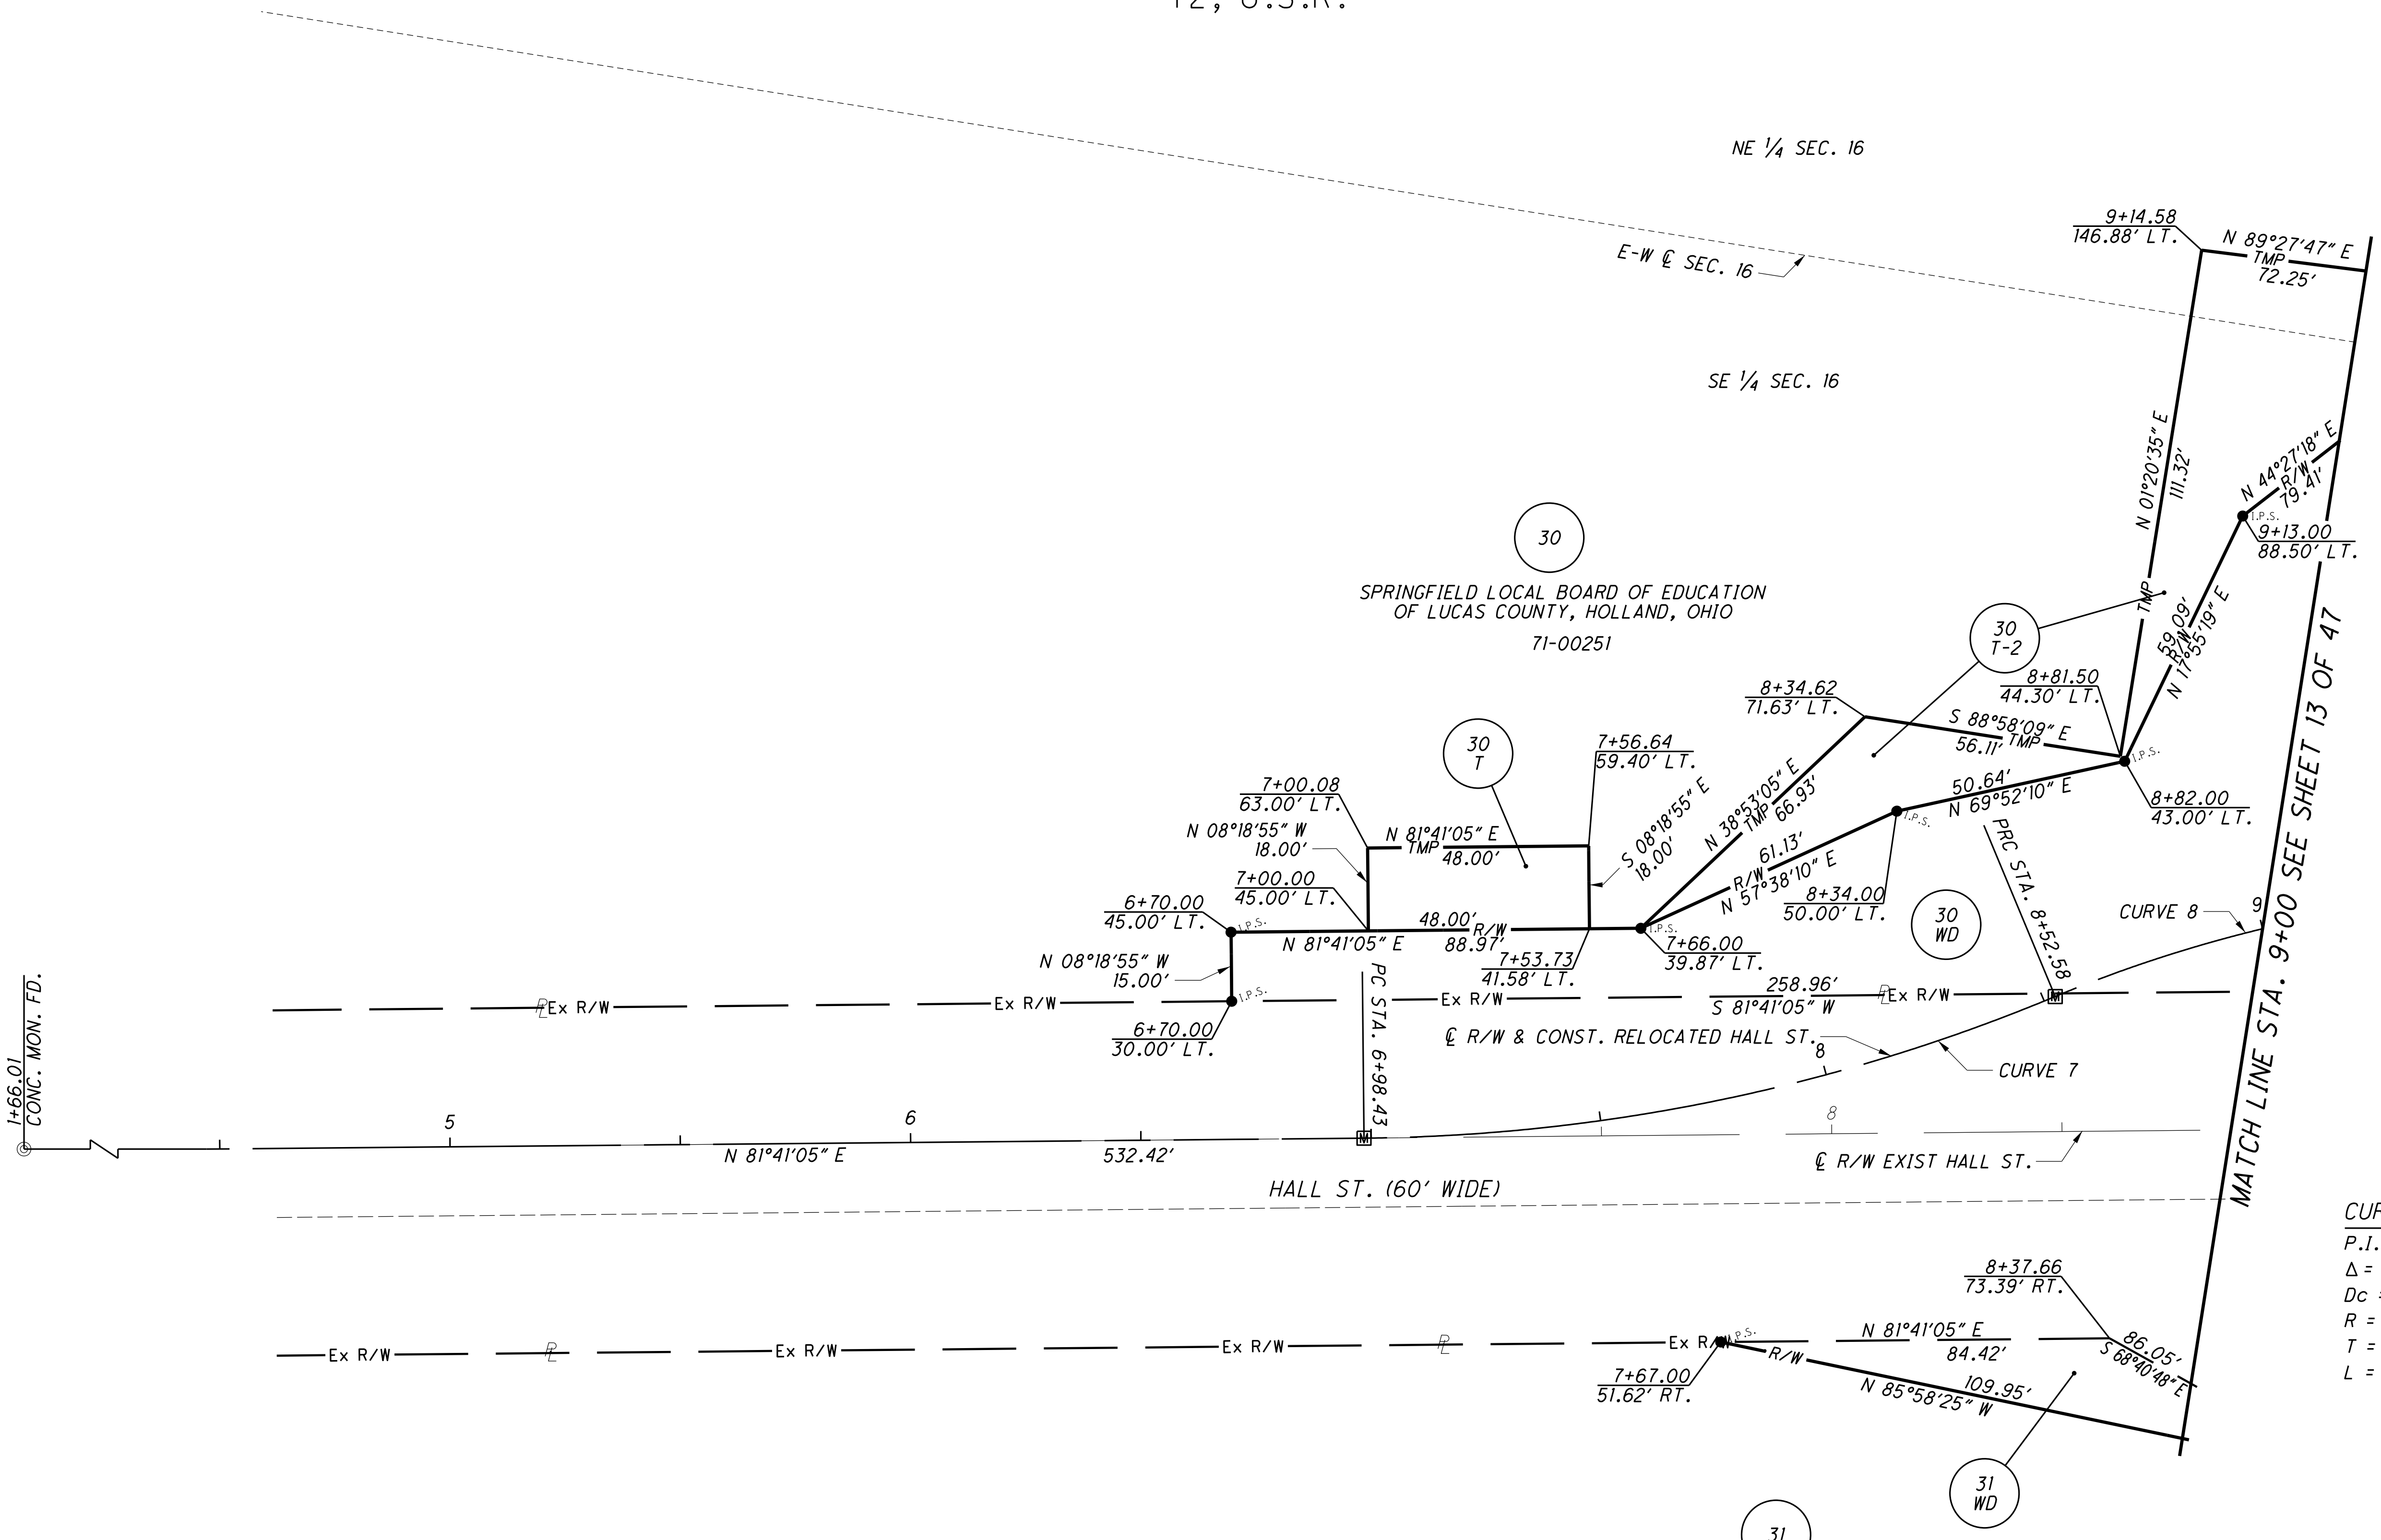 12, U.S.R.
NE 1/4 SEC. 16
E-W ℄ SEC. 16
SE 1/4 SEC. 16
9+14.58
146.88' LT.
N 89°27'47" E
TMP
72.25'
N 01°20'35" E
111.32'
TMP
N 44°27'18" E
R/W
79.41'
I.P.S.
9+13.00
88.50' LT.
59.09'
R/W
N 17°55'19" E
30
SPRINGFIELD LOCAL BOARD OF EDUCATION
OF LUCAS COUNTY, HOLLAND, OHIO
71-00251
30
T-2
8+81.50
44.30' LT.
8+34.62
71.63' LT.
S 88°58'09" E
TMP
56.11'
I.P.S.
8+82.00
43.00' LT.
50.64'
N 69°52'10" E
I.P.S.
8+34.00
50.00' LT.
30
T
7+56.64
59.40' LT.
N 38°53'05" E
TMP
66.93'
61.13'
R/W
N 57°38'10" E
S 08°18'55" E
18.00'
7+00.08
63.00' LT.
N 08°18'55" W
18.00'
N 81°41'05" E
TMP
48.00'
7+00.00
45.00' LT.
6+70.00
45.00' LT.
I.P.S.
48.00'
R/W
N 81°41'05" E
88.97'
I.P.S.
7+66.00
39.87' LT.
7+53.73
41.58' LT.
N 08°18'55" W
15.00'
I.P.S.
6+70.00
30.00' LT.
PRC STA. 8+52.58
30
WD
CURVE 8
9
MATCH LINE STA. 9+00 SEE SHEET 13 OF 47
PC STA. 6+98.43
℄ Ex R/W
Ex R/W
Ex R/W
258.96'
S 81°41'05" W
Ex R/W
M
℄ R/W & CONST. RELOCATED HALL ST.
8
CURVE 7
1+66.01
CONC. MON. FD.
5
6
M
8
N 81°41'05" E
532.42'
℄ R/W EXIST HALL ST.
HALL ST. (60' WIDE)
CUR
P.I.
Δ =
Dc =
R =
T =
L =
8+37.66
73.39' RT.
Ex R/W
Ex R/W
Ex R/W
Ex R/W
I.P.S.
R/W
7+67.00
51.62' RT.
N 81°41'05" E
84.42'
86.05'
S 68°40'48" E
109.95'
N 85°58'25" W
31
WD
31